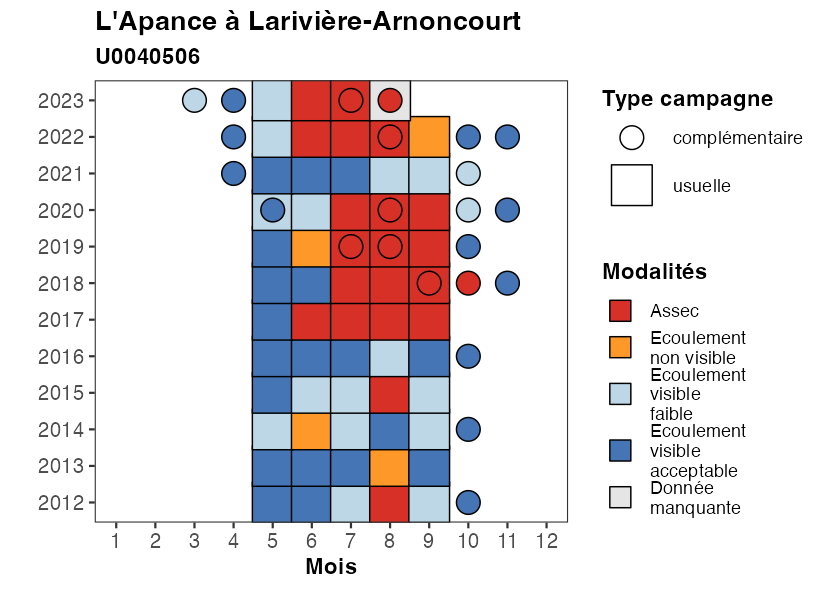 L'Apance à Larivière-Arnoncourt
U0040506
2023
2022
2021
2020
2019
2018
2017
2016
2015
2014
2013
2012
1 2 3 4 5 6 7 8 9 10 11 12
Mois
Type campagne
complémentaire
usuelle
Modalités
Assec
Ecoulement
non visible
Ecoulement
visible
faible
Ecoulement
visible
acceptable
Donnée
manquante